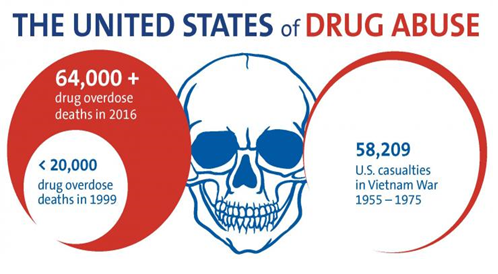 THE UNITED STATES of DRUG ABUSE
64,000 +
drug overdose
deaths in 2016
< 20,000
drug overdose
deaths in 1999
58,209
U.S. casualties
in Vietnam War
1955 – 1975